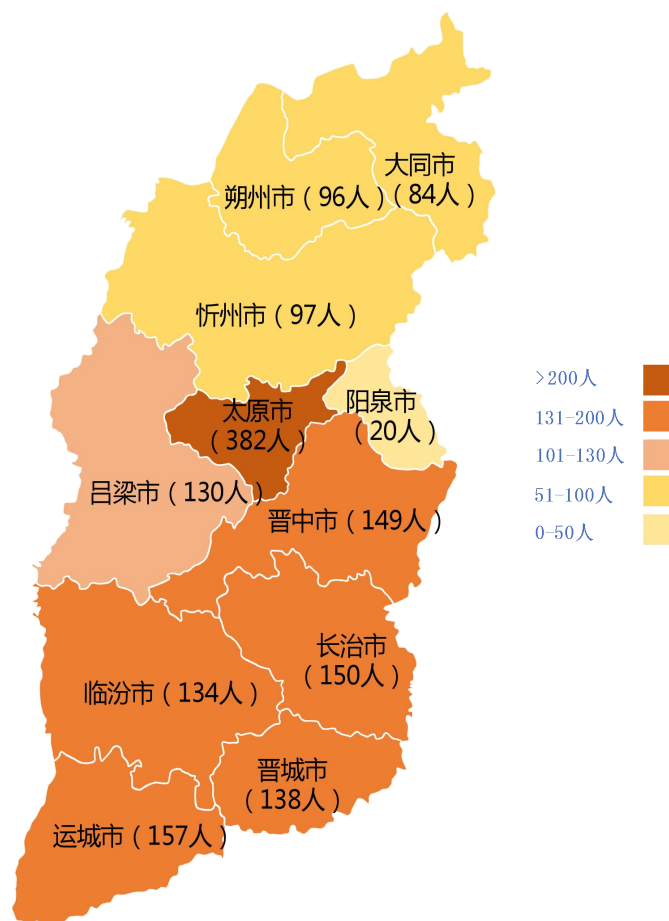 大同市
（84人）
朔州市（96人）
忻州市（97人）
太原市
（382人）
阳泉市
（20人）
吕梁市（130人）
晋中市（149人）
长治市
（150人）
临汾市（134人）
晋城市
（138人）
运城市（157人）
>200人
131-200人
101-130人
51-100人
0-50人